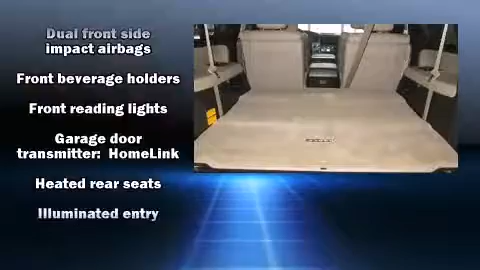 Dual front side
impact airbags
Front beverage holders
Front reading lights
Garage door
transmitter: HomeLink
Heated rear seats
Illuminated entry